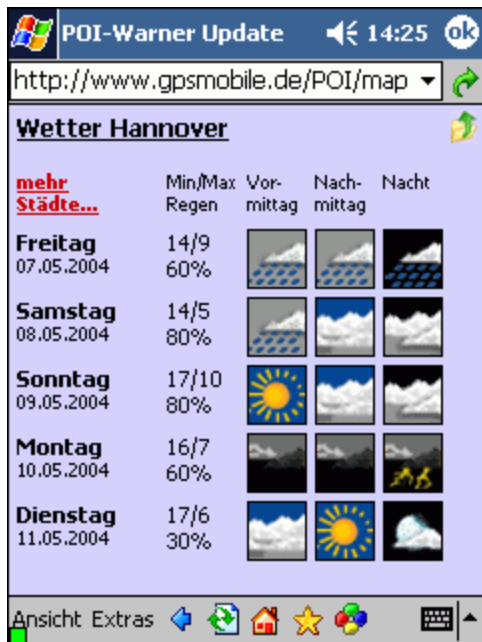 POI-Warner Update 14:25 ok
http://www.gpsmobile.de/POI/map
Wetter Hannover
mehr Städte... Min/Max Regen Vor-mittag Nach-mittag Nacht
Freitag 14/9
07.05.2004 60%
Samstag 14/5
08.05.2004 80%
Sonntag 17/10
09.05.2004 80%
Montag 16/7
10.05.2004 60%
Dienstag 17/6
11.05.2004 30%
Ansicht Extras